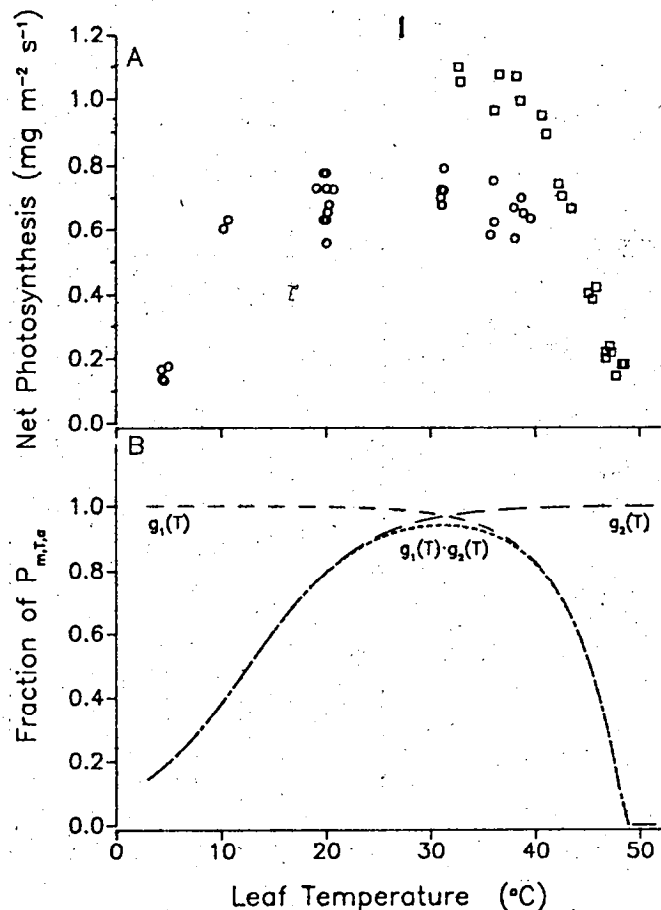 A
1.2
1.0
0.8
0.6
0.4
0.2
0.0
Net Photosynthesis (mg m⁻² s⁻¹)
B
1.0
0.8
0.6
0.4
0.2
0.0
Fraction of P m,T,a
g₁(T)
g₂(T)
g₁(T)·g₂(T)
0 10 20 30 40 50
Leaf Temperature (°C)